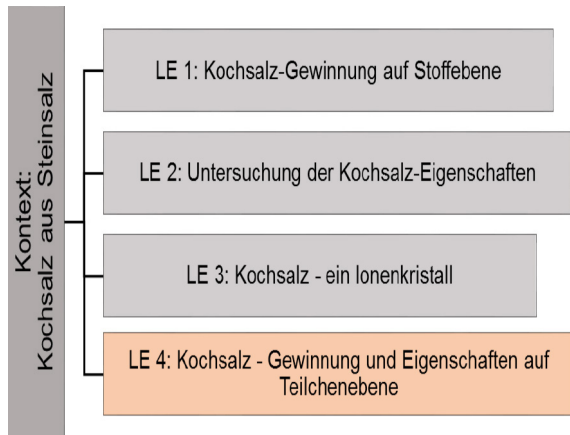 Kontext:
Kochsalz aus Steinsalz
LE 1: Kochsalz-Gewinnung auf Stoffebene
LE 2: Untersuchung der Kochsalz-Eigenschaften
LE 3: Kochsalz - ein Ionenkristall
LE 4: Kochsalz - Gewinnung und Eigenschaften auf
Teilchenebene